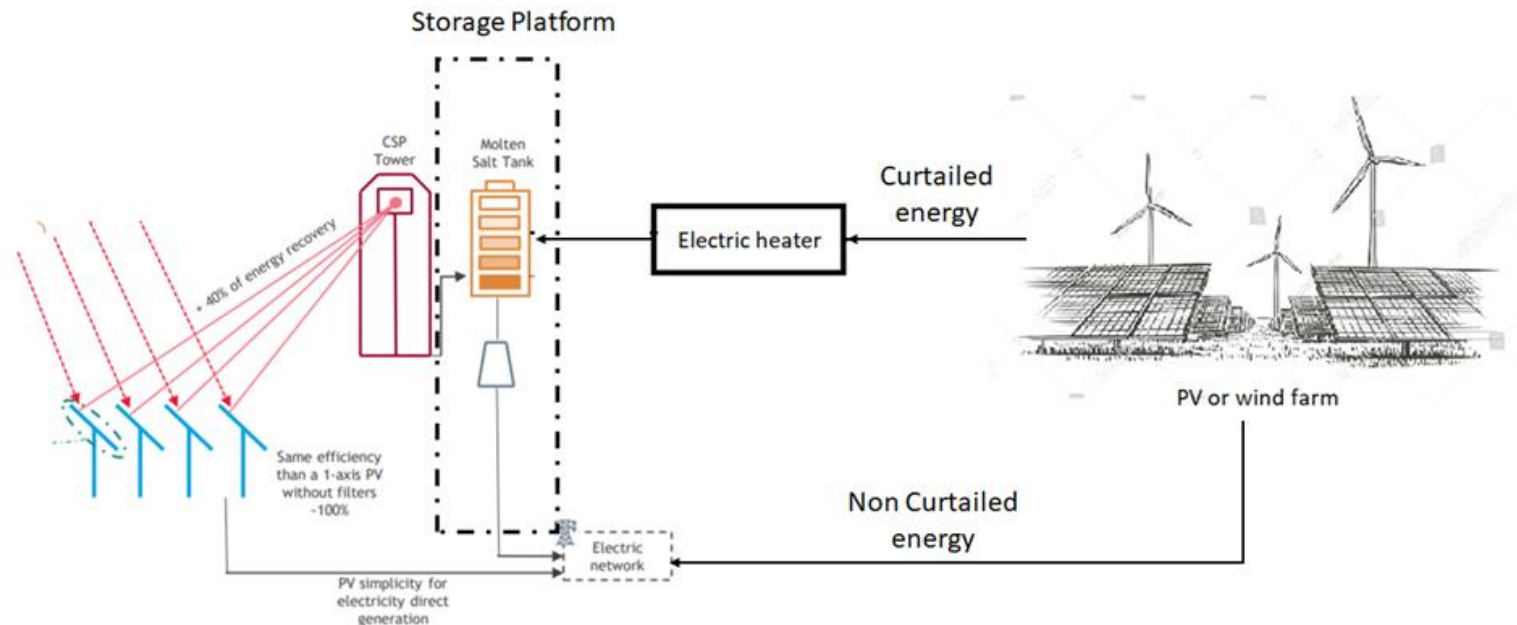 Storage Platform
CSP
Tower
Molten
Salt Tank
Curtailed
energy
Electric heater
+ 40% of energy recovery
PV or wind farm
Same efficiency
than a 1-axis PV
without filters
~100%
Non Curtailed
energy
Electric
network
PV simplicity for
electricity direct
generation